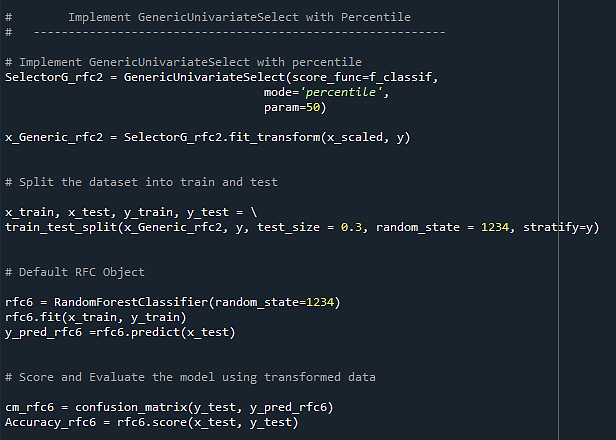 #        Implement GenericUnivariateSelect with Percentile
#   -----------------------------------------------------------
# Implement GenericUnivariateSelect with percentile
SelectorG_rfc2 = GenericUnivariateSelect(score_func=f_classif,
                                         mode='percentile',
                                         param=50)
x_Generic_rfc2 = SelectorG_rfc2.fit_transform(x_scaled, y)
# Split the dataset into train and test
x_train, x_test, y_train, y_test = \
train_test_split(x_Generic_rfc2, y, test_size = 0.3, random_state = 1234, stratify=y)
# Default RFC Object
rfc6 = RandomForestClassifier(random_state=1234)
rfc6.fit(x_train, y_train)
y_pred_rfc6 =rfc6.predict(x_test)
# Score and Evaluate the model using transformed data
cm_rfc6 = confusion_matrix(y_test, y_pred_rfc6)
Accuracy_rfc6 = rfc6.score(x_test, y_test)